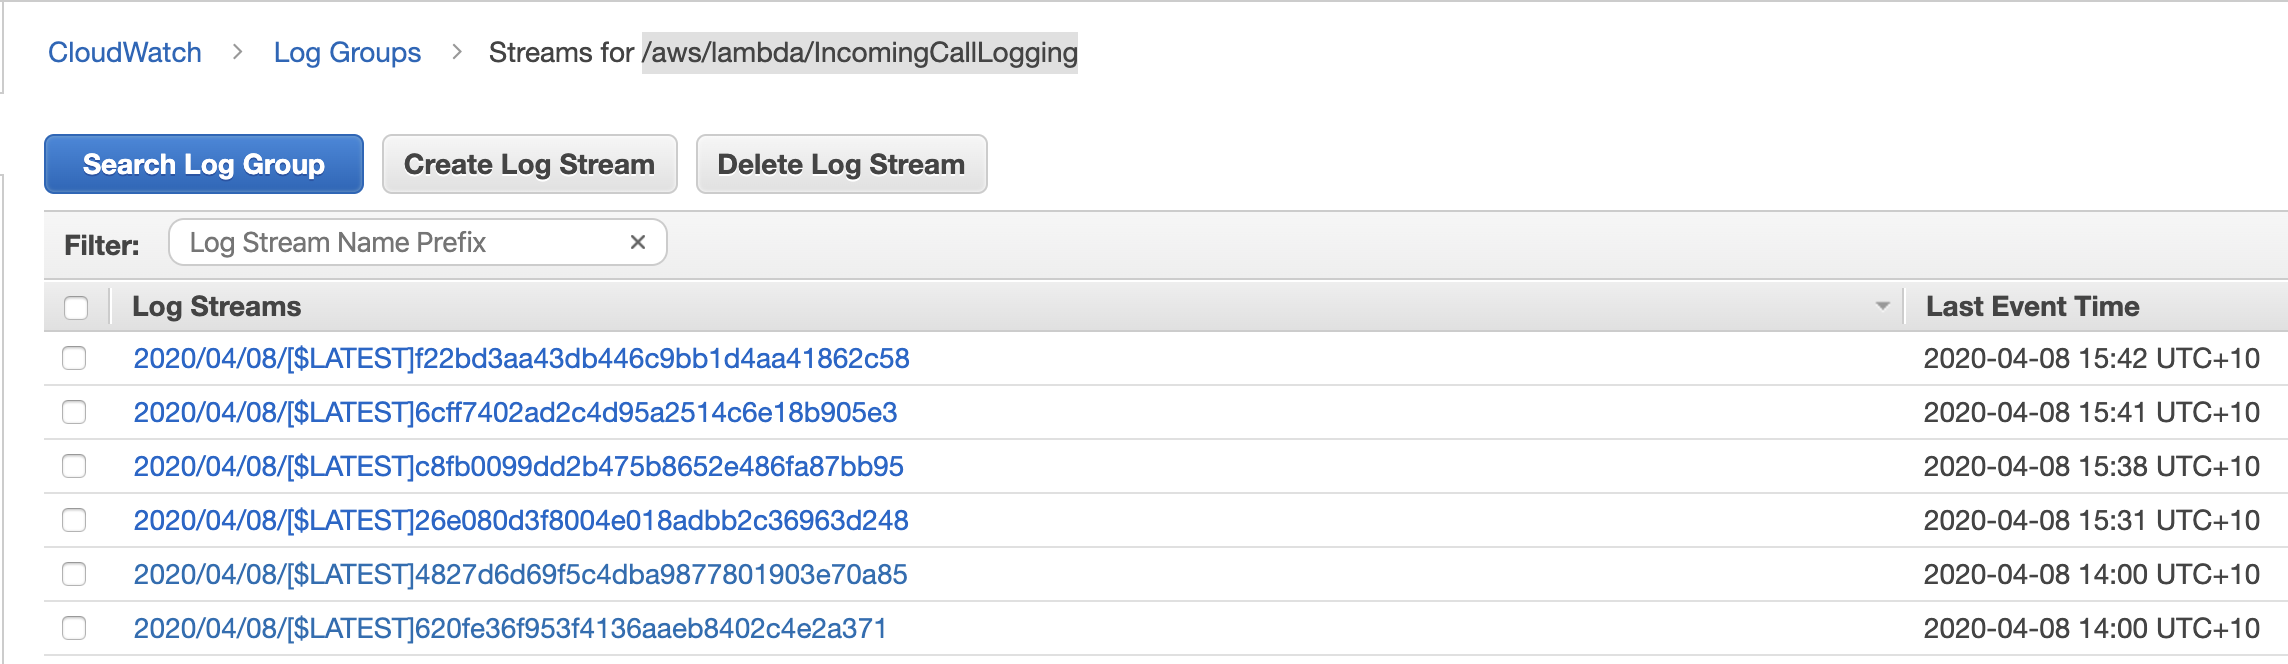 CloudWatch > Log Groups > Streams for /aws/lambda/IncomingCallLogging
Search Log Group Create Log Stream Delete Log Stream
Filter: Log Stream Name Prefix ×
Log Streams Last Event Time
2020/04/08/[$LATEST]f22bd3aa43db446c9bb1d4aa41862c58 2020-04-08 15:42 UTC+10
2020/04/08/[$LATEST]6cff7402ad2c4d95a2514c6e18b905e3 2020-04-08 15:41 UTC+10
2020/04/08/[$LATEST]c8fb0099dd2b475b8652e486fa87bb95 2020-04-08 15:38 UTC+10
2020/04/08/[$LATEST]26e080d3f8004e018adbb2c36963d248 2020-04-08 15:31 UTC+10
2020/04/08/[$LATEST]4827d6d69f5c4dba9877801903e70a85 2020-04-08 14:00 UTC+10
2020/04/08/[$LATEST]620fe36f953f4136aaeb8402c4e2a371 2020-04-08 14:00 UTC+10